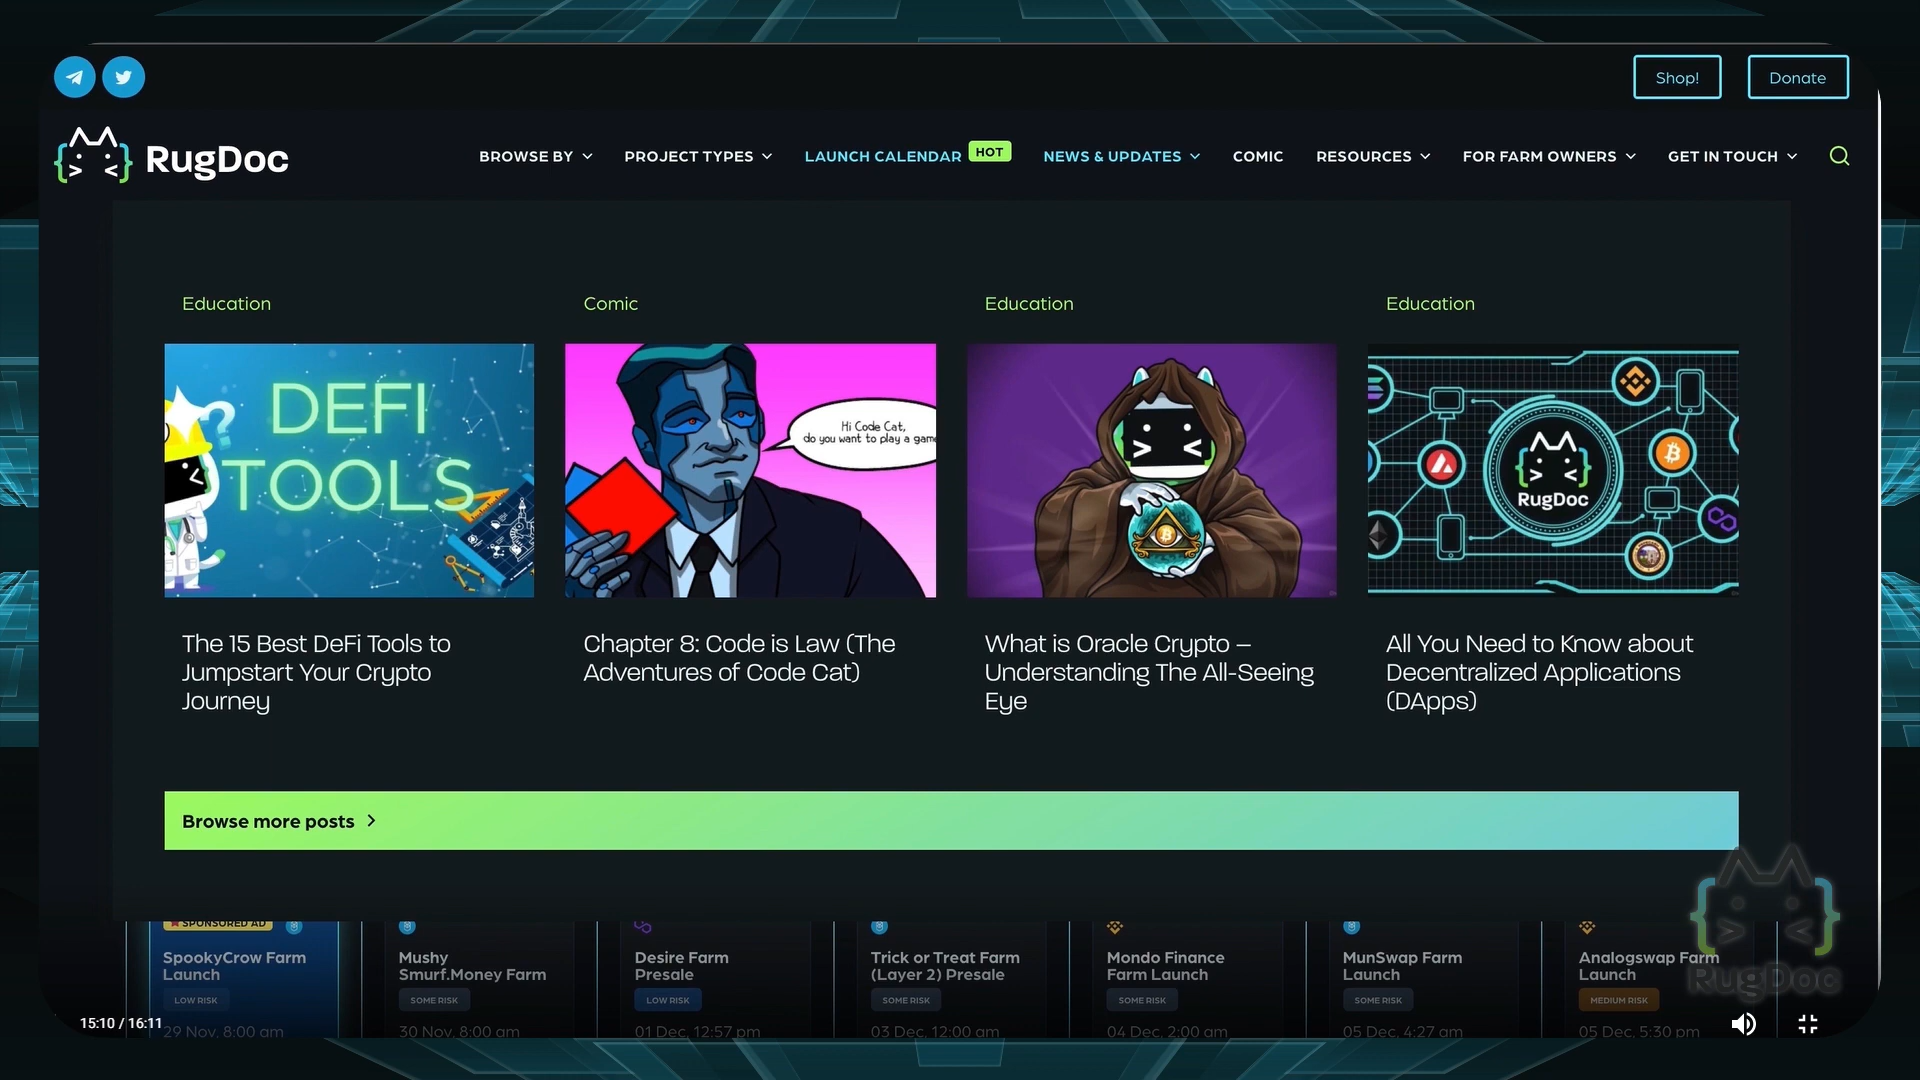 Shop!
Donate
RugDoc
BROWSE BY
PROJECT TYPES
LAUNCH CALENDAR
HOT
NEWS & UPDATES
COMIC
RESOURCES
FOR FARM OWNERS
GET IN TOUCH
Education
Comic
Education
Education
DEFI
TOOLS
Hi Code Cat,
do you want to play a game
RugDoc
The 15 Best DeFi Tools to
Jumpstart Your Crypto
Journey
Chapter 8: Code is Law (The
Adventures of Code Cat)
What is Oracle Crypto –
Understanding The All-Seeing
Eye
All You Need to Know about
Decentralized Applications
(DApps)
Browse more posts
SPONSORED AD
SpookyCrow Farm
Launch
LOW RISK
29 Nov, 8:00 am
Mushy
Smurf.Money Farm
SOME RISK
30 Nov, 8:00 am
Desire Farm
Presale
LOW RISK
01 Dec, 12:57 pm
Trick or Treat Farm
(Layer 2) Presale
SOME RISK
03 Dec, 12:00 am
Mondo Finance
Farm Launch
SOME RISK
04 Dec, 2:00 am
MunSwap Farm
Launch
SOME RISK
05 Dec, 4:27 am
Analogswap Farm
Launch
MEDIUM RISK
05 Dec, 5:30 pm
RugDoc
15:10 / 16:11